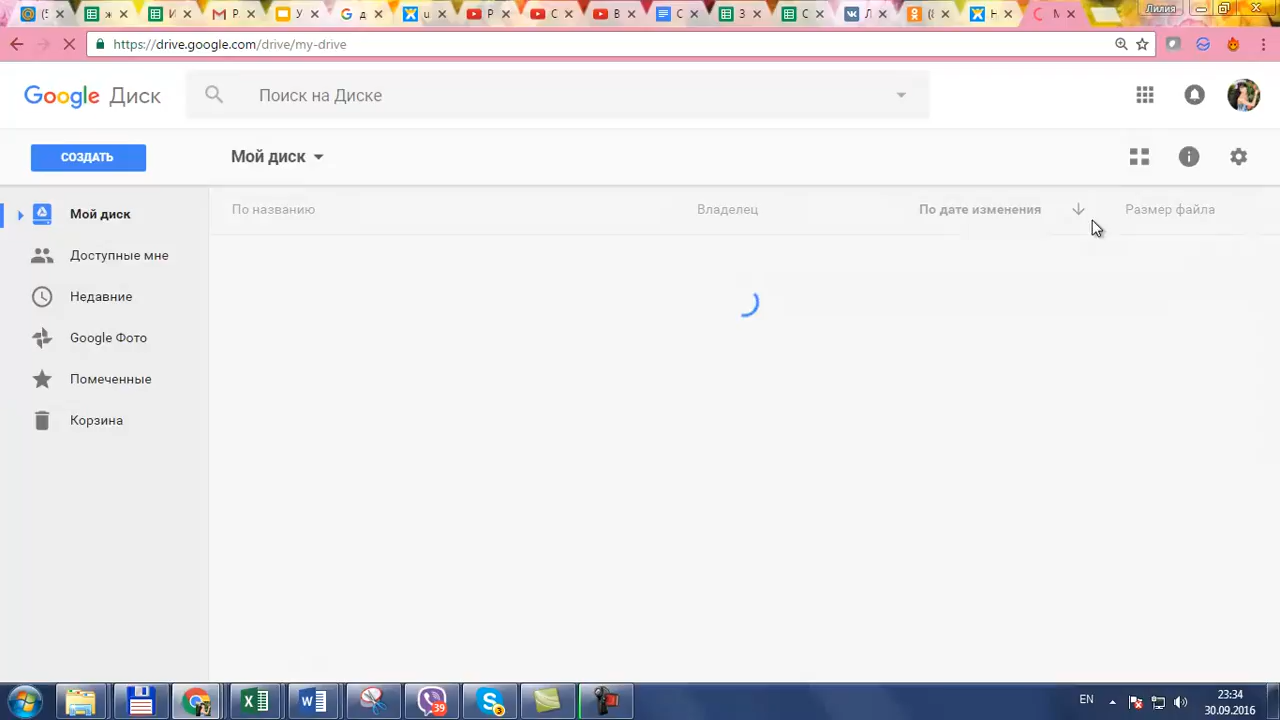 Лилия
https://drive.google.com/drive/my-drive
Google Диск
Поиск на Диске
СОЗДАТЬ
Мой диск
По названию
Владелец
По дате изменения
Размер файла
Мой диск
Доступные мне
Недавние
Google Фото
Помеченные
Корзина
39
3
EN
23:34
30.09.2016